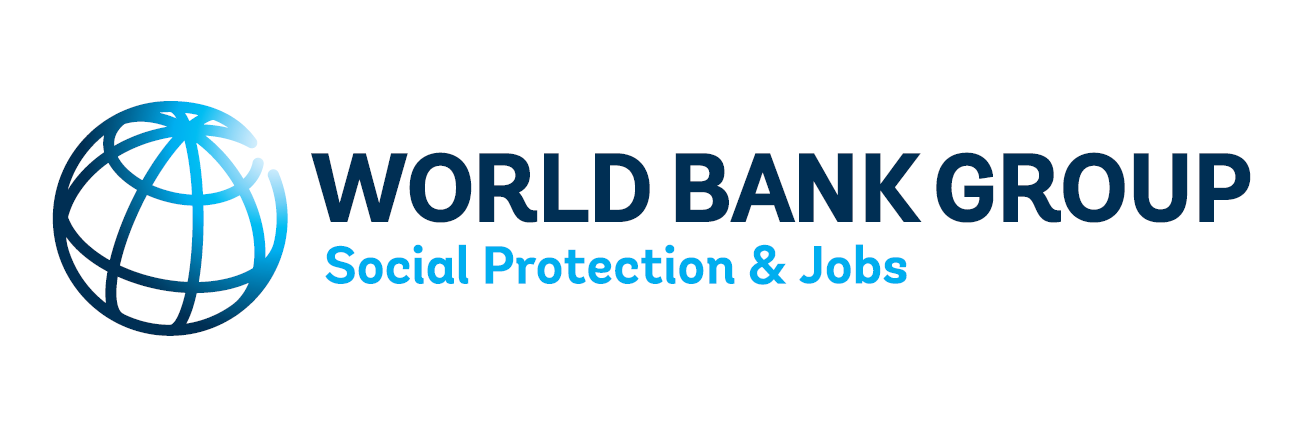 WORLD BANK GROUP
Social Protection & Jobs